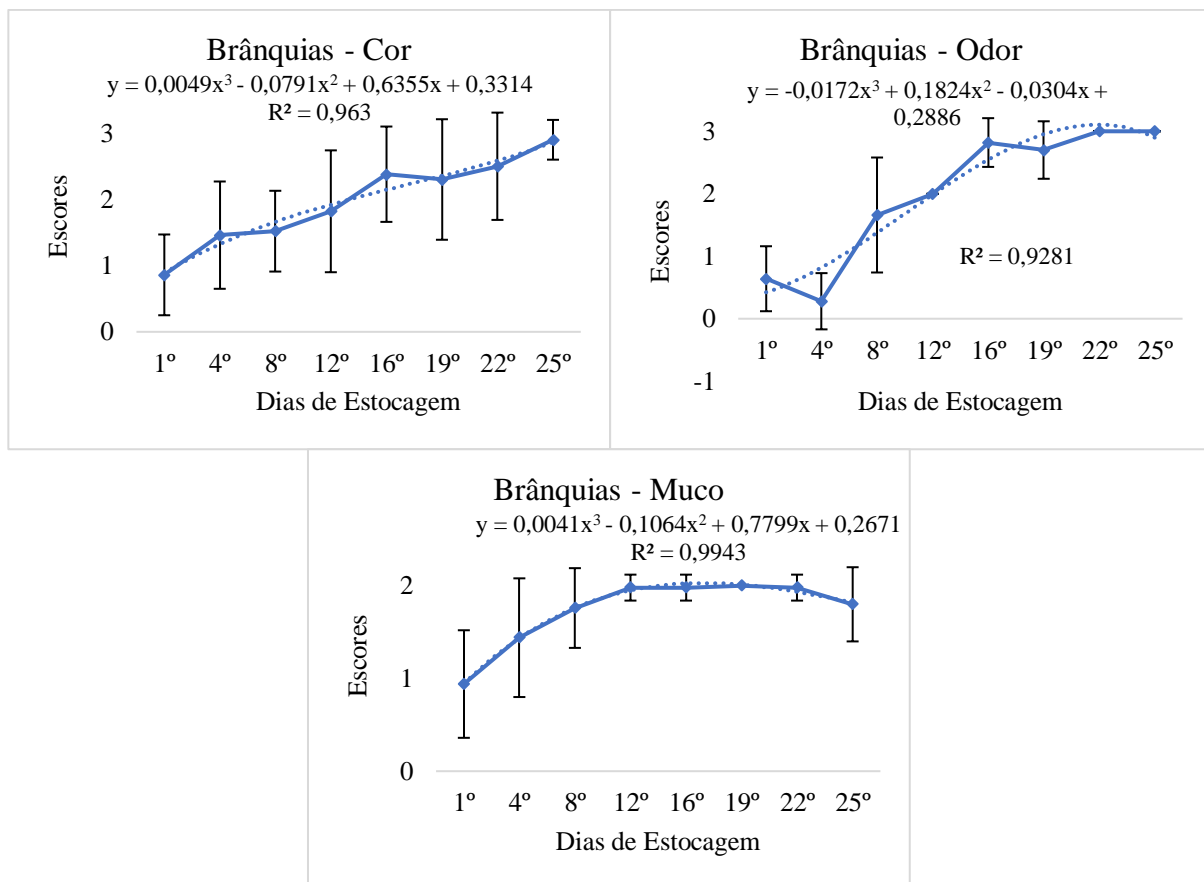 Brânquias - Cor
y = 0,0049x³ - 0,0791x² + 0,6355x + 0,3314
R² = 0,963
3
2
1
0
Escores
1º 4º 8º 12º 16º 19º 22º 25º
Dias de Estocagem
Brânquias - Odor
y = -0,0172x³ + 0,1824x² - 0,0304x +
0,2886
3
2
1
0
-1
Escores
R² = 0,9281
1º 4º 8º 12º 16º 19º 22º 25º
Dias de Estocagem
Brânquias - Muco
y = 0,0041x³ - 0,1064x² + 0,7799x + 0,2671
R² = 0,9943
2
1
0
Escores
1º 4º 8º 12º 16º 19º 22º 25º
Dias de Estocagem